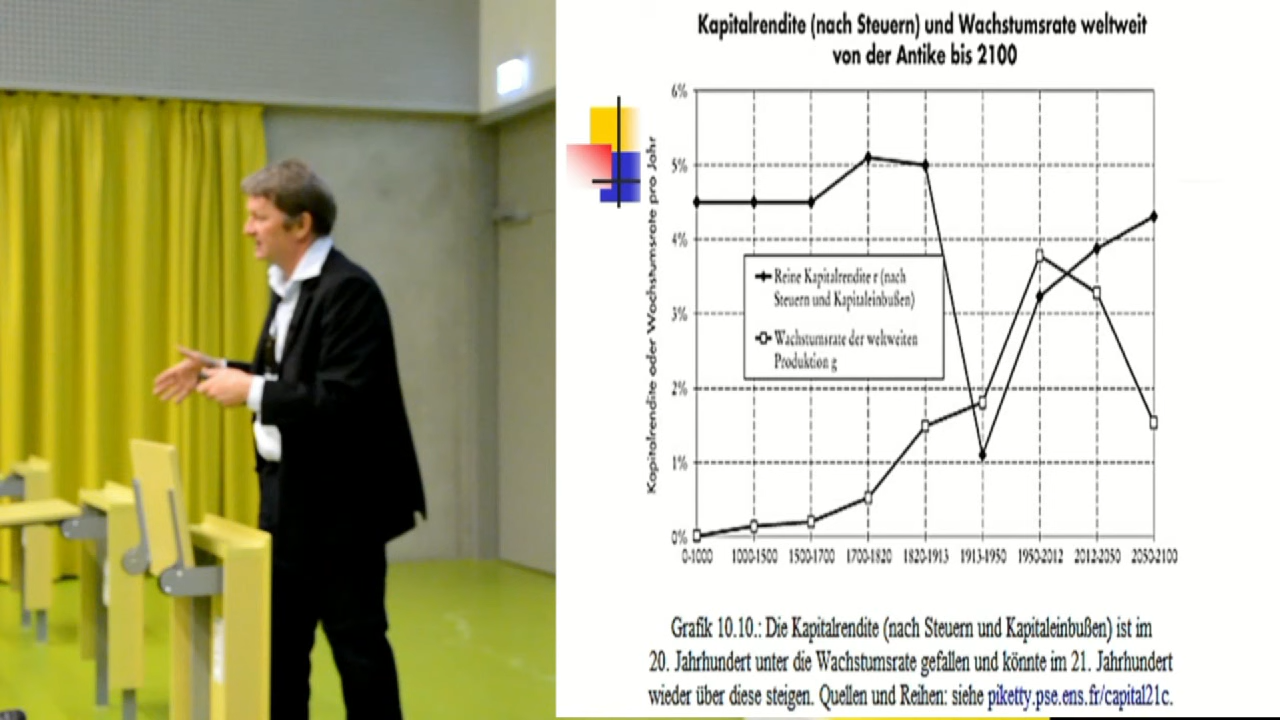 Kapitalrendite (nach Steuern) und Wachstumsrate weltweit
von der Antike bis 2100
Kapitalrendite oder Wachstumsrate pro Jahr
6%
5%
4%
3%
2%
1%
0%
Reine Kapitalrendite r (nach
Steuern und Kapitaleinbußen)
Wachstumsrate der weltweiten
Produktion g
0-1000 1000-1500 1500-1700 1700-1820 1820-1913 1913-1950 1950-2012 2012-2050 2050-2100
Grafik 10.10.: Die Kapitalrendite (nach Steuern und Kapitaleinbußen) ist im
20. Jahrhundert unter die Wachstumsrate gefallen und könnte im 21. Jahrhundert
wieder über diese steigen. Quellen und Reihen: siehe piketty.pse.ens.fr/capital21c.